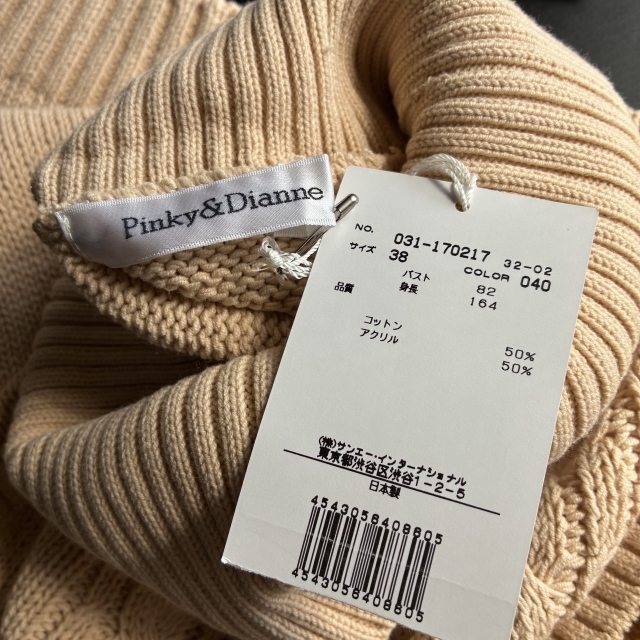 Pinky&Dianne
NO. 031-170217 32-02
サイズ 38 COLOR 040
バスト 82
品質 身長 164
コットン 50%
アクリル 50%
(株)サンエー・インターナショナル
東京都渋谷区渋谷1-2-5
日本製
4543058408805
4543058408805